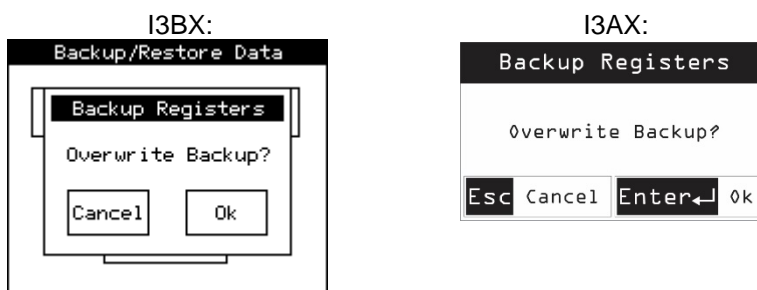 I3BX:
Backup/Restore Data
Backup Registers
Overwrite Backup?
Cancel Ok
I3AX:
Backup Registers
Overwrite Backup?
Esc Cancel Enter↵ Ok